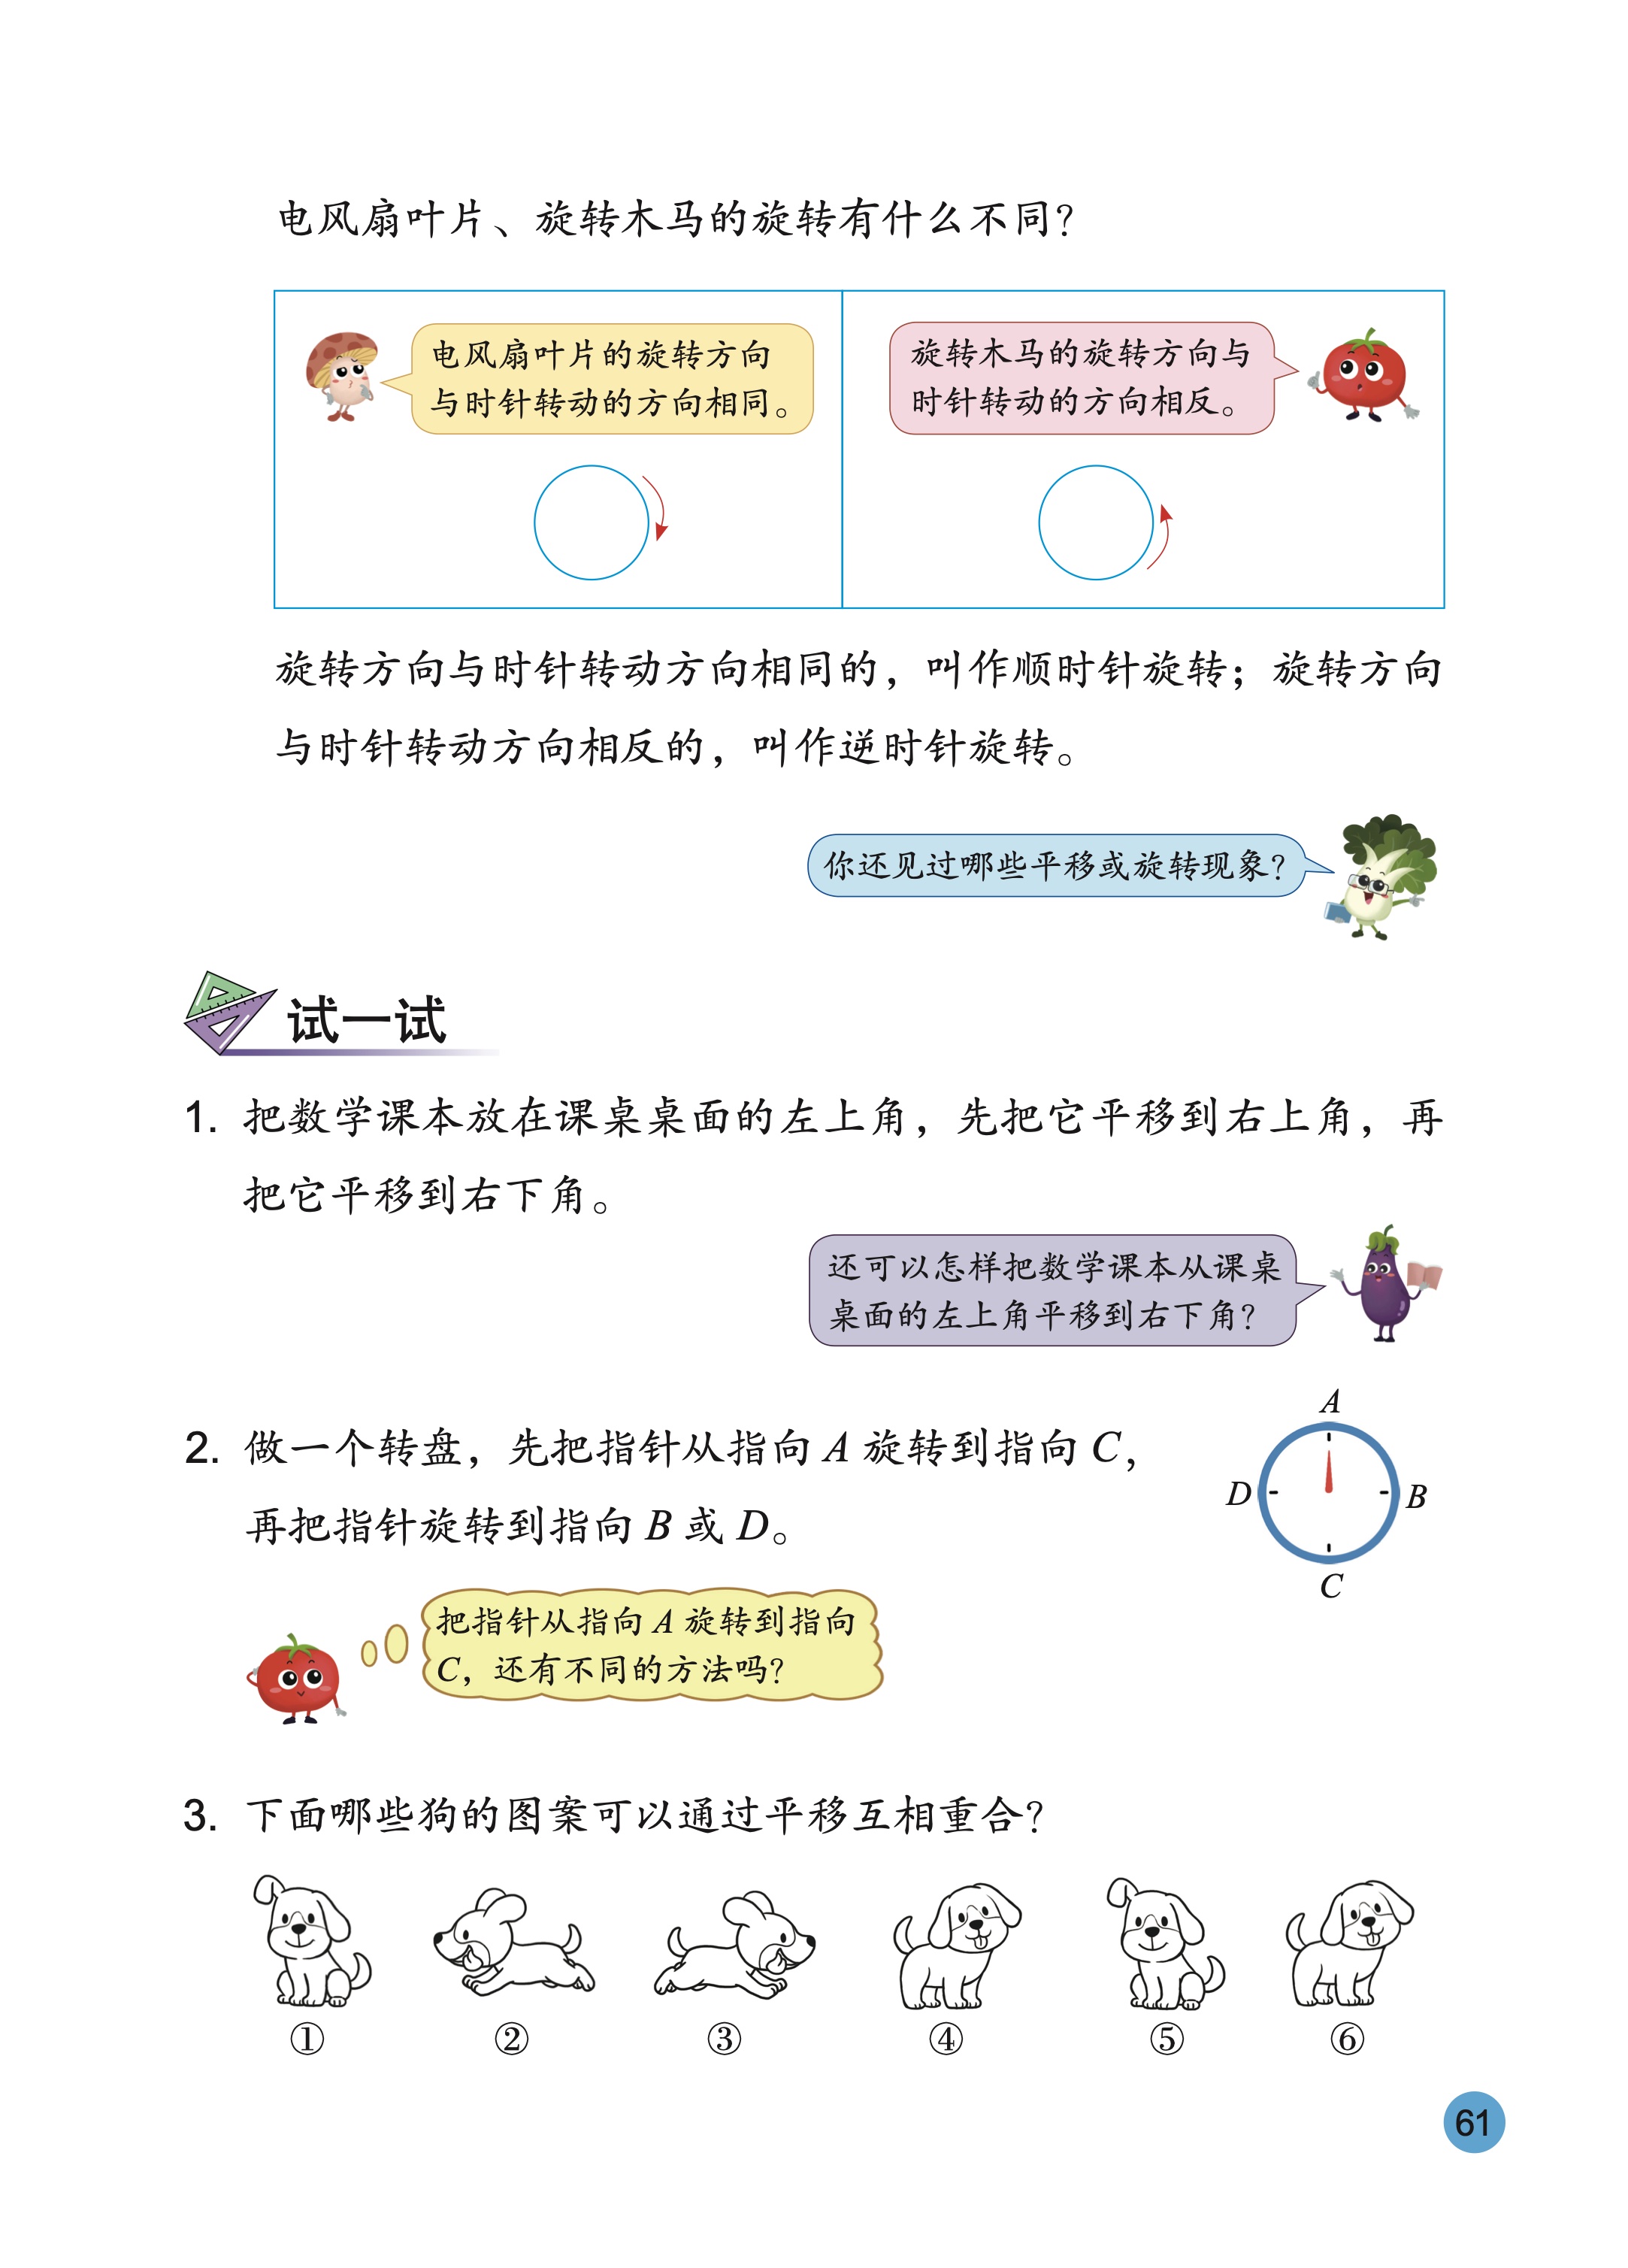 电风扇叶片、旋转木马的旋转有什么不同？
电风扇叶片的旋转方向
与时针转动的方向相同。
旋转木马的旋转方向与
时针转动的方向相反。
旋转方向与时针转动方向相同的，叫作顺时针旋转；旋转方向
与时针转动方向相反的，叫作逆时针旋转。
你还见过哪些平移或旋转现象？
试一试
1. 把数学课本放在课桌桌面的左上角，先把它平移到右上角，再
把它平移到右下角。
还可以怎样把数学课本从课桌
桌面的左上角平移到右下角？
2. 做一个转盘，先把指针从指向 A 旋转到指向 C，
再把指针旋转到指向 B 或 D。
A
D
B
C
把指针从指向 A 旋转到指向
C，还有不同的方法吗？
3. 下面哪些狗的图案可以通过平移互相重合？
① ② ③ ④ ⑤ ⑥
61